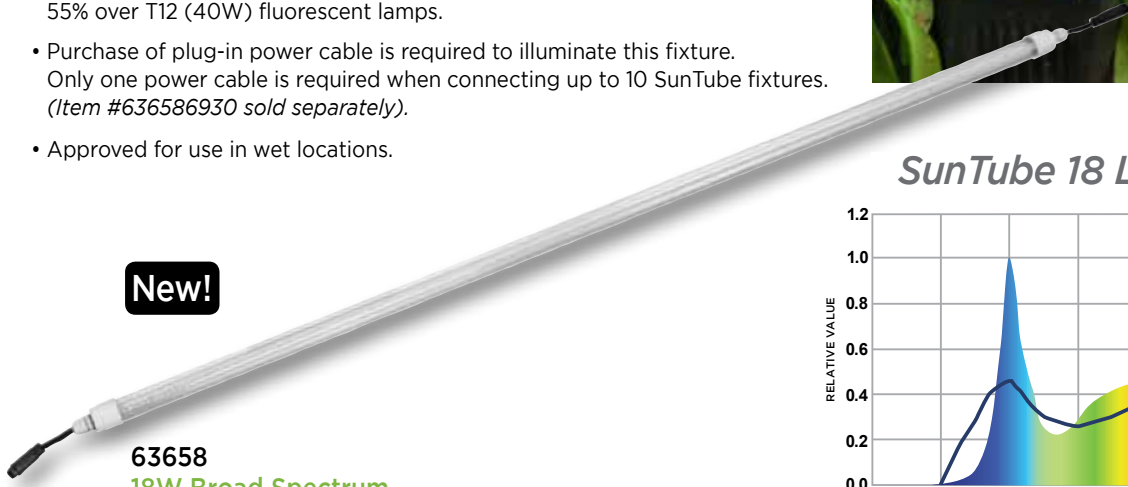 55% over T12 (40W) fluorescent lamps.
• Purchase of plug-in power cable is required to illuminate this fixture.
Only one power cable is required when connecting up to 10 SunTube fixtures.
(Item #636586930 sold separately).
• Approved for use in wet locations.
New!
63658
18W Broad Spectrum
SunTube 18 L
RELATIVE VALUE
1.2
1.0
0.8
0.6
0.4
0.2
0.0